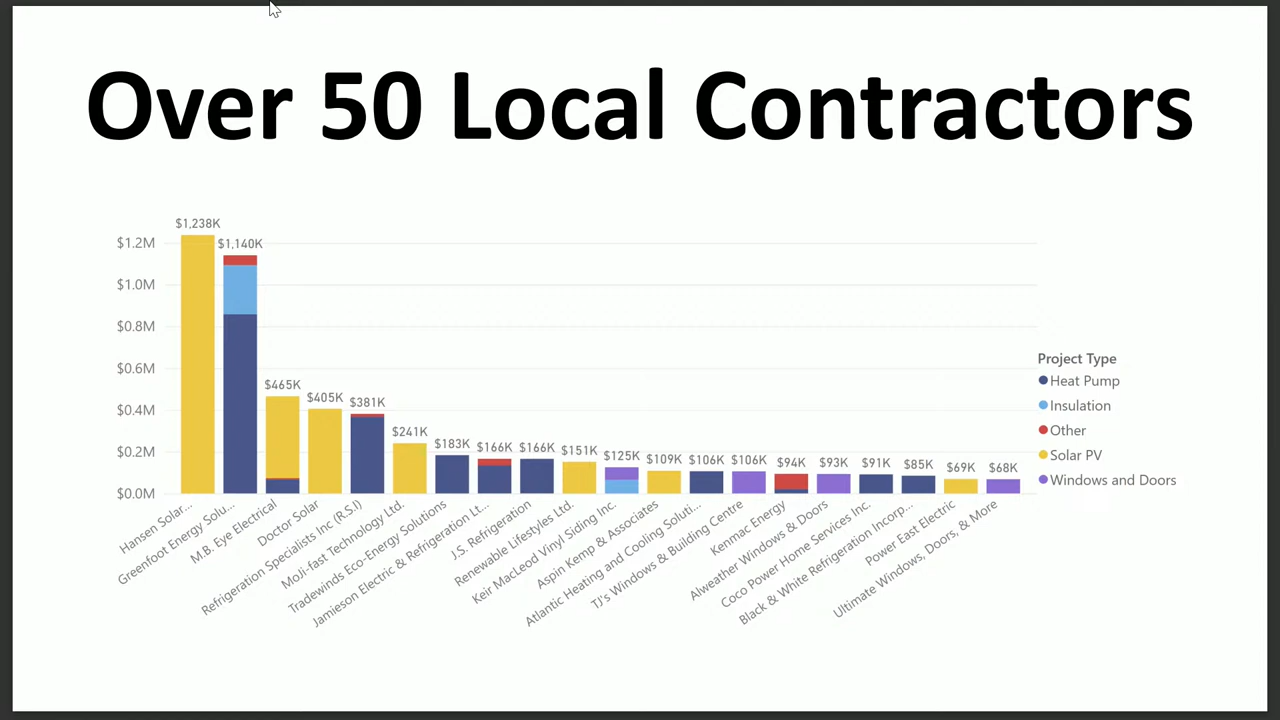 Over 50 Local Contractors
$1,238K
$1,140K
$465K
$405K
$381K
$241K
$183K
$166K
$166K
$151K
$125K
$109K
$106K
$106K
$94K
$93K
$91K
$85K
$69K
$68K
$1.2M
$1.0M
$0.8M
$0.6M
$0.4M
$0.2M
$0.0M
Hansen Solar...
Greenfoot Energy Solu...
M.B. Eye Electrical
Doctor Solar
Refrigeration Specialists Inc (R.S.I)
Moji-fast Technology Ltd.
Tradewinds Eco-Energy Solutions
Jamieson Electric & Refrigeration Lt...
J.S. Refrigeration
Renewable Lifestyles Ltd.
Keir MacLeod Vinyl Siding Inc.
Aspin Kemp & Associates
Atlantic Heating and Cooling Soluti...
TJ's Windows & Building Centre
Kenmac Energy
Alweather Windows & Doors
Coco Power Home Services Inc.
Black & White Refrigeration Incorp...
Power East Electric
Ultimate Windows, Doors, & More
Project Type
Heat Pump
Insulation
Other
Solar PV
Windows and Doors